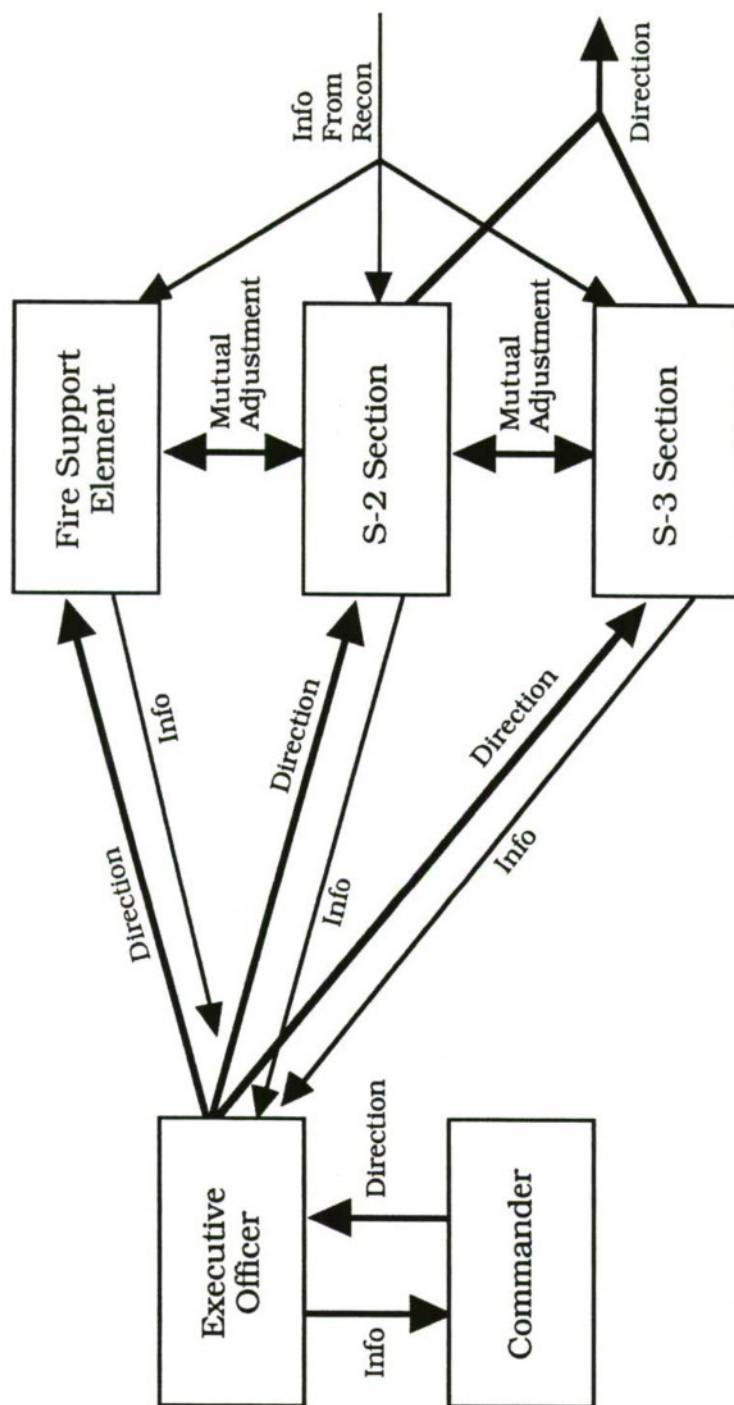 Fire Support
Element
Direction
Info
Executive
Officer
Mutual
Adjustment
Info
From
Recon
Direction
S-2 Section
Info
Info
Direction
Mutual
Adjustment
Direction
Commander
Info
S-3 Section
Direction